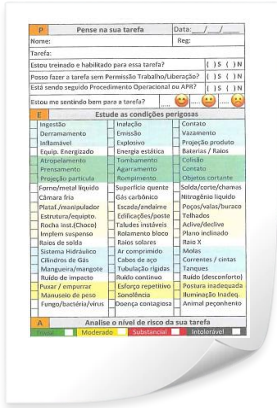 P Pense na sua tarefa Data:__/__/____
Nome: Reg:
Tarefa:
Estou treinado e habilitado para essa tarefa? ( )S ( )N
Posso fazer a tarefa sem Permissão Trabalho/Liberação? ( )S ( )N
Está sendo seguido Procedimento Operacional ou APR? ( )S ( )N
Estou me sentindo bem para a tarefa?
E Estude as condições perigosas
Ingestão Inalação Contato
Derramamento Emissão Vazamento
Inflamável Explosivo Projeção produto
Equip. Energizado Energia estática Baterias / Raios
Atropelamento Tombamento Colisão
Prensamento Agarramento Contato
Projeção partícula Rompimento Objetos cortante
Forno/metal líquido Superfície quente Solda/corte/chamas
Câmara fria Gás carbônico Nitrogênio líquido
Plataf./manipulador Escada/andaime Poços/valas/buraco
Estrutura/equipto. Edificações/poste Telhados
Rocha inst.(Choco) Taludes instáveis Aclive/declive
Implem suspenso Rolamento bloco Plano inclinado
Raios de solda Raios solares Raio X
Sistema Hidráulico Ar comprimido Molas
Cilindros de Gás Cabos de aço Correntes / cintas
Mangueira/mangote Tubulação rígidas Tanques
Ruído de impacto Ruído contínuo Ruído (desconforto)
Puxar / empurrar Esforço repetitivo Postura inadequada
Manuseio de peso Sonolência Iluminação Inadeq.
Fungo/bactéria/vírus Doença contagiosa Animal peçonhento
A Analise o nível de risco da sua tarefa
Trivial Moderado Substancial Intolerável